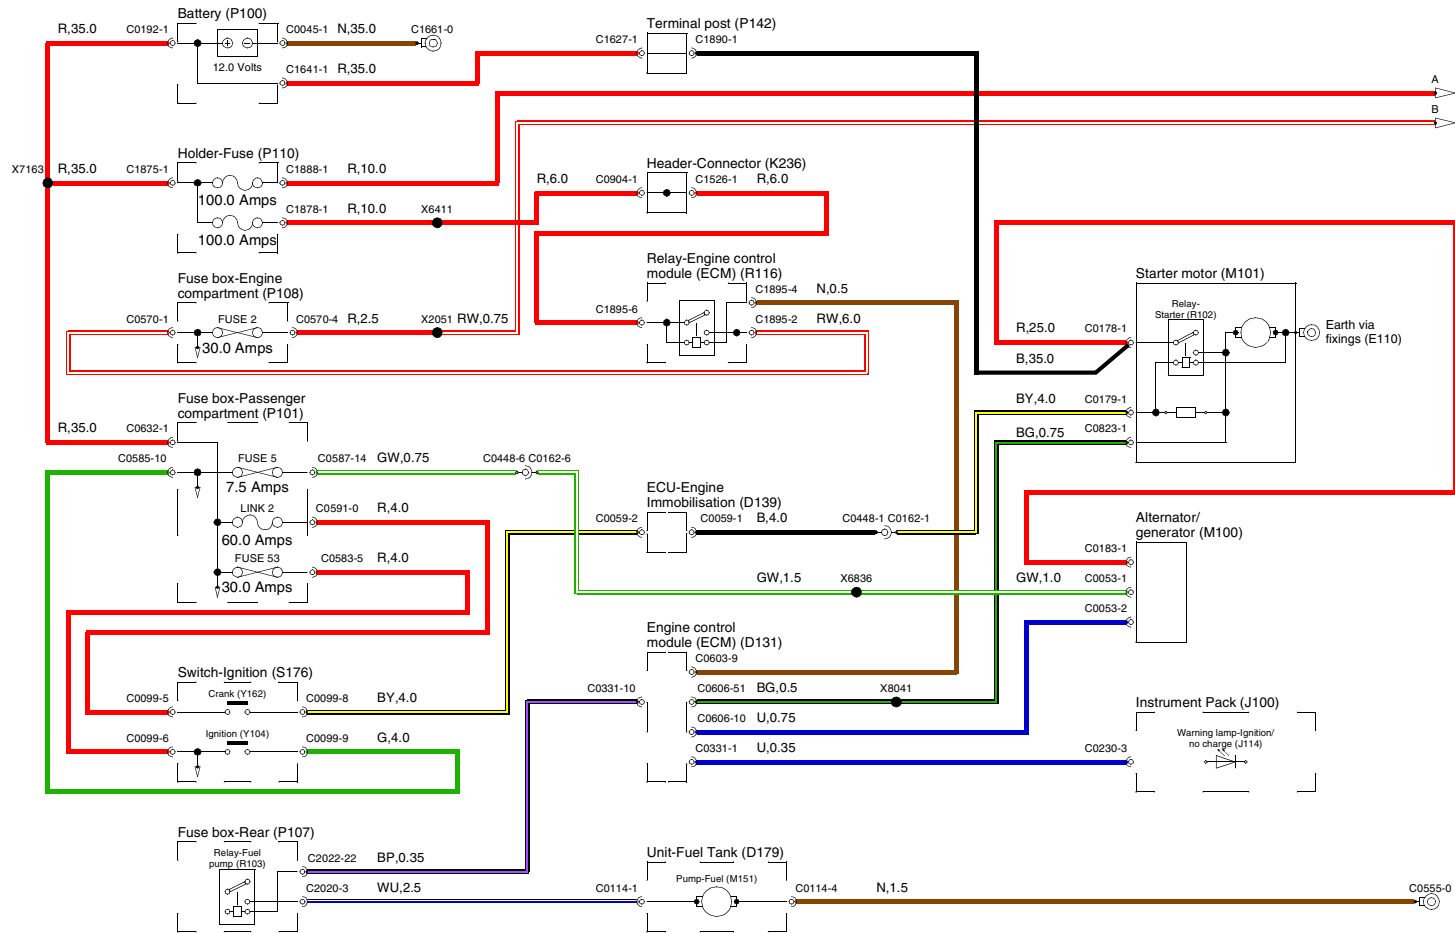 Battery (P100)
R,35.0
C0192-1
C0045-1
N,35.0
C1661-0
12.0 Volts
C1641-1
R,35.0
Terminal post (P142)
C1627-1
C1890-1
A
B
Holder-Fuse (P110)
X7163
R,35.0
C1875-1
C1888-1
R,10.0
100.0 Amps
C1878-1
R,10.0
X6411
100.0 Amps
Header-Connector (K236)
R,6.0
C0904-1
C1526-1
R,6.0
Fuse box-Engine
compartment (P108)
C0570-1
FUSE 2
C0570-4
R,2.5
X2051
RW,0.75
30.0 Amps
Relay-Engine control
module (ECM) (R116)
C1895-4
N,0.5
C1895-6
C1895-2
RW,6.0
Starter motor (M101)
Relay-
Starter (R102)
R,25.0
C0178-1
Earth via
fixings (E110)
B,35.0
BY,4.0
C0179-1
BG,0.75
C0823-1
Fuse box-Passenger
compartment (P101)
R,35.0
C0632-1
C0585-10
FUSE 5
C0587-14
GW,0.75
C0448-6
C0162-6
7.5 Amps
LINK 2
C0591-0
R,4.0
60.0 Amps
FUSE 53
C0583-5
R,4.0
30.0 Amps
ECU-Engine
Immobilisation (D139)
C0059-2
C0059-1
B,4.0
C0448-1
C0162-1
Alternator/
generator (M100)
C0183-1
GW,1.5
X6836
GW,1.0
C0053-1
C0053-2
Engine control
module (ECM) (D131)
C0603-9
C0331-10
C0606-51
BG,0.5
X8041
C0606-10
U,0.75
C0331-1
U,0.35
C0230-3
Switch-Ignition (S176)
C0099-5
Crank (Y162)
C0099-8
BY,4.0
C0099-6
Ignition (Y104)
C0099-9
G,4.0
Instrument Pack (J100)
Warning lamp-Ignition/
no charge (J114)
Fuse box-Rear (P107)
Relay-Fuel
pump (R103)
C2022-22
BP,0.35
C2020-3
WU,2.5
Unit-Fuel Tank (D179)
C0114-1
Pump-Fuel (M151)
C0114-4
N,1.5
C0555-0